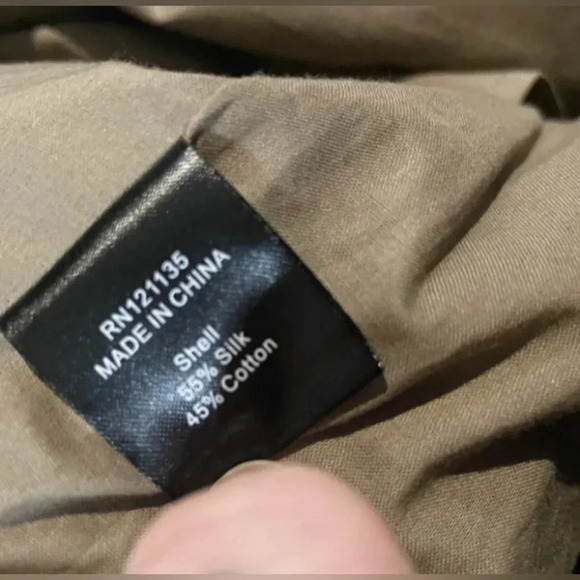 RN121135
MADE IN CHINA
Shell
55% Silk
45% Cotton